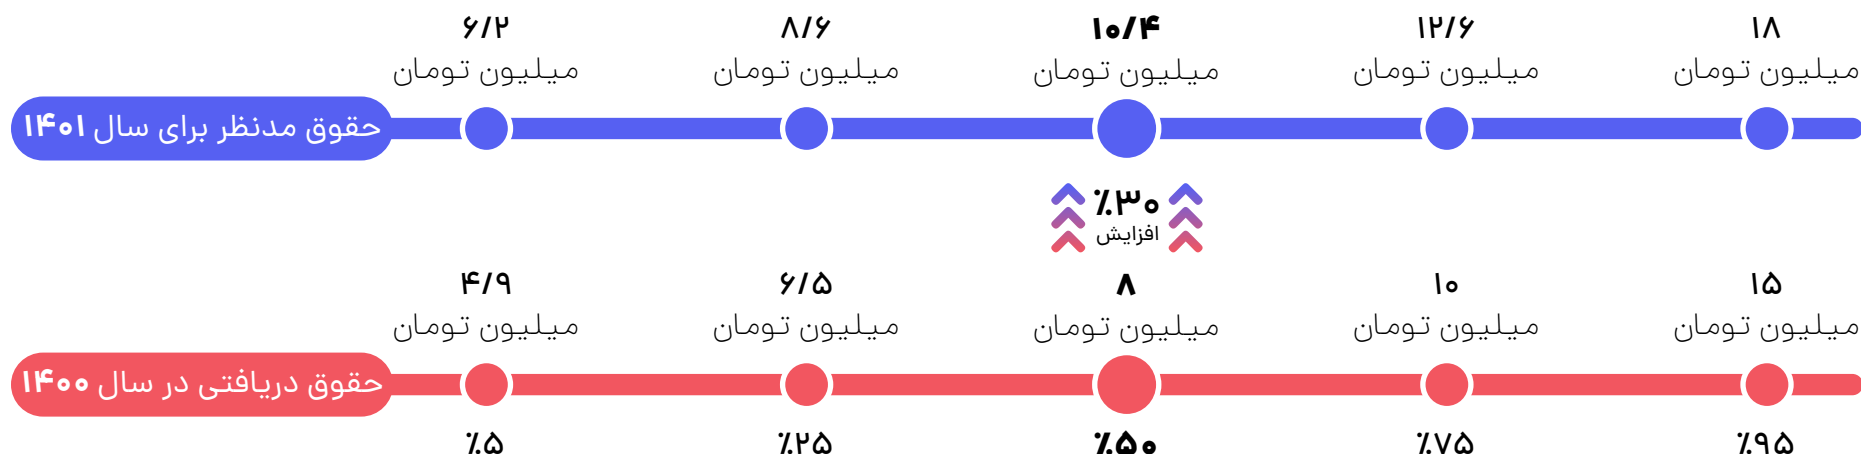 ۶/۲
میلیون تومان
۸/۶
میلیون تومان
۱۰/۴
میلیون تومان
۱۲/۶
میلیون تومان
۱۸
میلیون تومان
حقوق مدنظر برای سال ۱۴۰۱
٪۳۰
افزایش
۴/۹
میلیون تومان
۶/۵
میلیون تومان
۸
میلیون تومان
۱۰
میلیون تومان
۱۵
میلیون تومان
حقوق دریافتی در سال ۱۴۰۰
٪۵
٪۲۵
٪۵۰
٪۷۵
٪۹۵